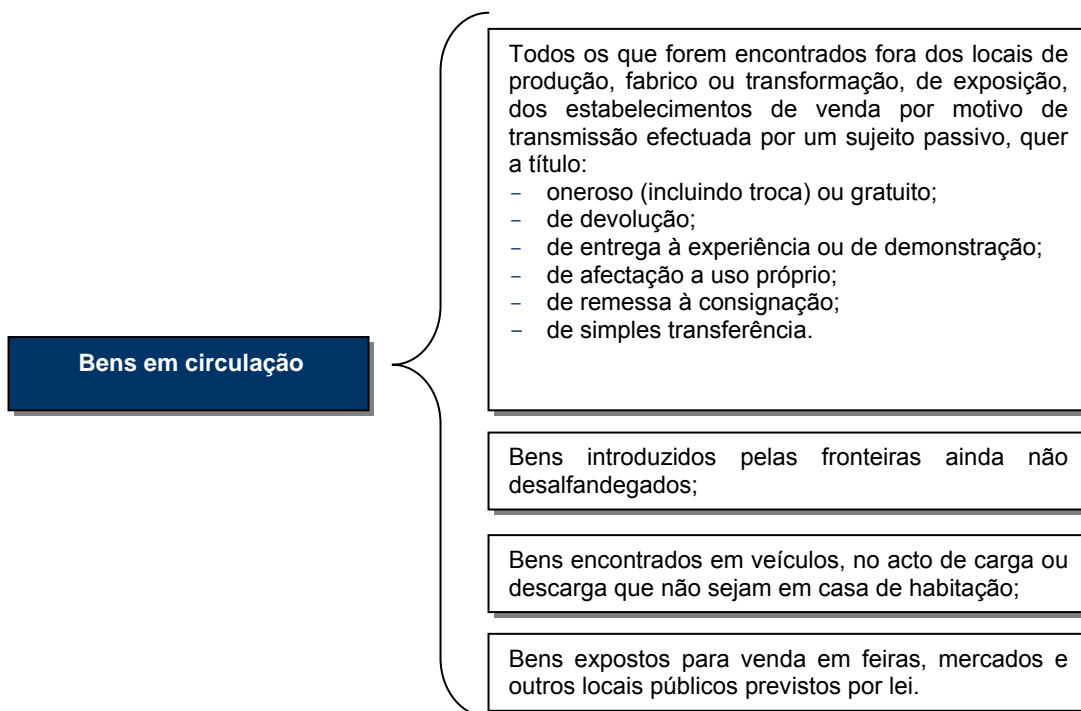 Todos os que forem encontrados fora dos locais de
produção, fabrico ou transformação, de exposição,
dos estabelecimentos de venda por motivo de
transmissão efectuada por um sujeito passivo, quer
a título:
– oneroso (incluindo troca) ou gratuito;
– de devolução;
– de entrega à experiência ou de demonstração;
– de afectação a uso próprio;
– de remessa à consignação;
– de simples transferência.
Bens em circulação
Bens introduzidos pelas fronteiras ainda não
desalfandegados;
Bens encontrados em veículos, no acto de carga ou
descarga que não sejam em casa de habitação;
Bens expostos para venda em feiras, mercados e
outros locais públicos previstos por lei.